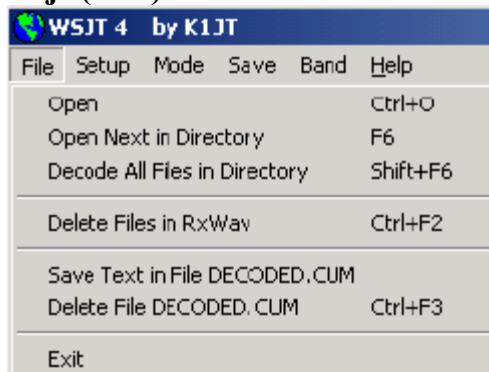 WSJT 4 by K1JT
File Setup Mode Save Band Help
Open Ctrl+O
Open Next in Directory F6
Decode All Files in Directory Shift+F6
Delete Files in RxWav Ctrl+F2
Save Text in File DECODED.CUM
Delete File DECODED.CUM Ctrl+F3
Exit